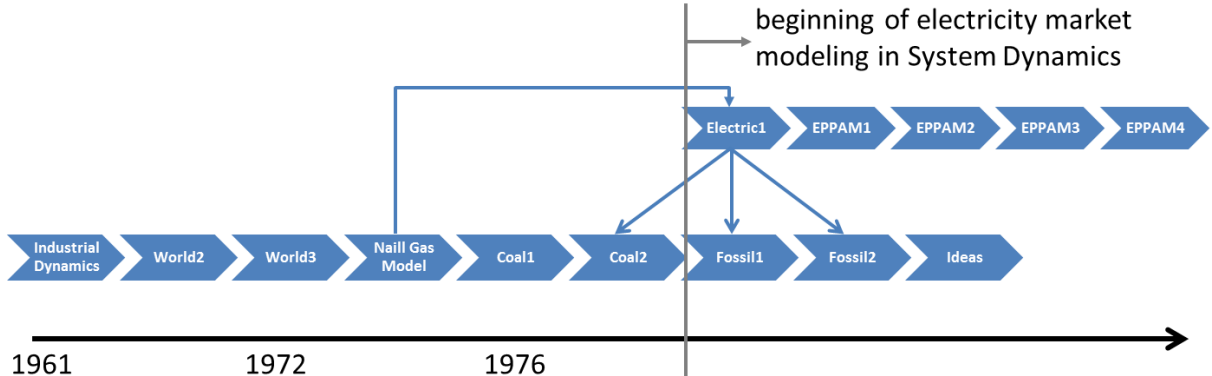 beginning of electricity market
modeling in System Dynamics
Electric1
EPPAM1
EPPAM2
EPPAM3
EPPAM4
Industrial
Dynamics
World2
World3
Naill Gas
Model
Coal1
Coal2
Fossil1
Fossil2
Ideas
1961
1972
1976